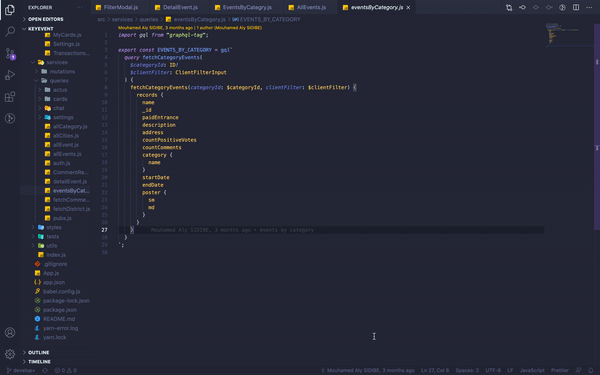 FilterModal.js
DetailEvent.js
EventsByCategry.js
AllEvents.js
eventsByCategory.js
EXPLORER
OPEN EDITORS
KEYEVENT
MyCards.js
Settings.js
Transactions...
services
mutations
queries
actus
cards
chat
settings
allCategory.js
allCities.js
allEvent.js
allEvents.js
auth.js
CommentRe...
detailEvent.js
eventsByCat...
fetchComme...
fetchDistrict.js
pubs.js
styles
tests
utils
index.js
.gitignore
App.js
app.json
babel.config.js
package-lock.json
package.json
README.md
yarn-error.log
yarn.lock
OUTLINE
TIMELINE
src > services > queries > eventsByCategory.js > EVENTS_BY_CATEGORY
Mouhamed Aly SIDIBE, 3 months ago | 1 author (Mouhamed Aly SIDIBE)
import gql from "graphql-tag";
export const EVENTS_BY_CATEGORY = gql`
query fetchCategoryEvents(
$categoryId: ID!
$clientFilter: ClientFilterInput
) {
fetchCategoryEvents(categoryId: $categoryId, clientFilter: $clientFilter) {
records {
name
_id
paidEntrance
description
address
countPositiveVotes
countComments
category {
name
}
startDate
endDate
poster {
sm
md
}
}
27 } Mouhamed Aly SIDIBE, 3 months ago • events by category
}
`;
develop+
0 0
Mouhamed Aly SIDIBE, 3 months ago
Ln 27, Col 6
Spaces: 2
UTF-8
LF
JavaScript
Prettier